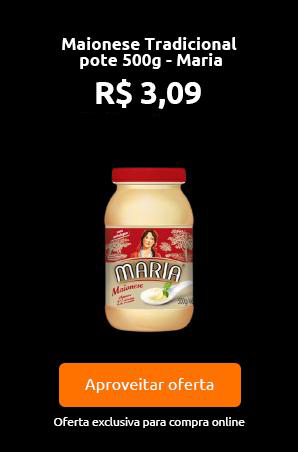 Maionese Tradicional
pote 500g - Maria
R$ 3,09
MARIA
Maionese
500g
Aproveitar oferta
Oferta exclusiva para compra online